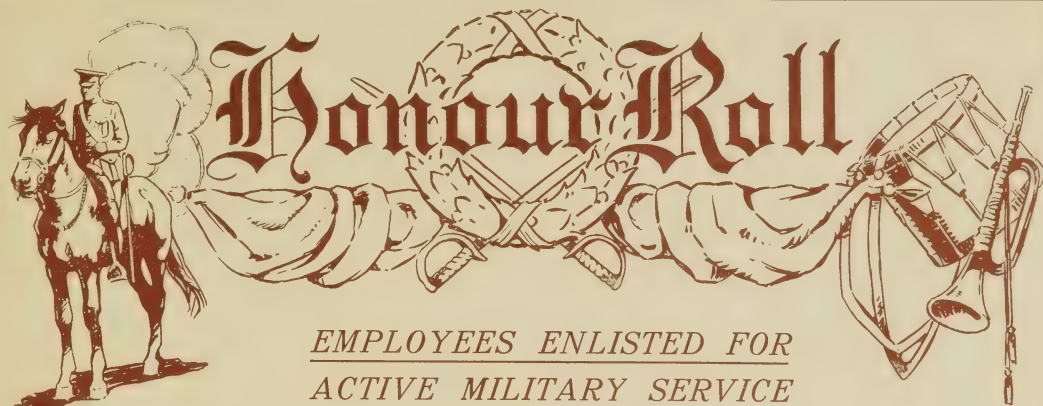 Honour Roll
EMPLOYEES ENLISTED FOR
ACTIVE MILITARY SERVICE